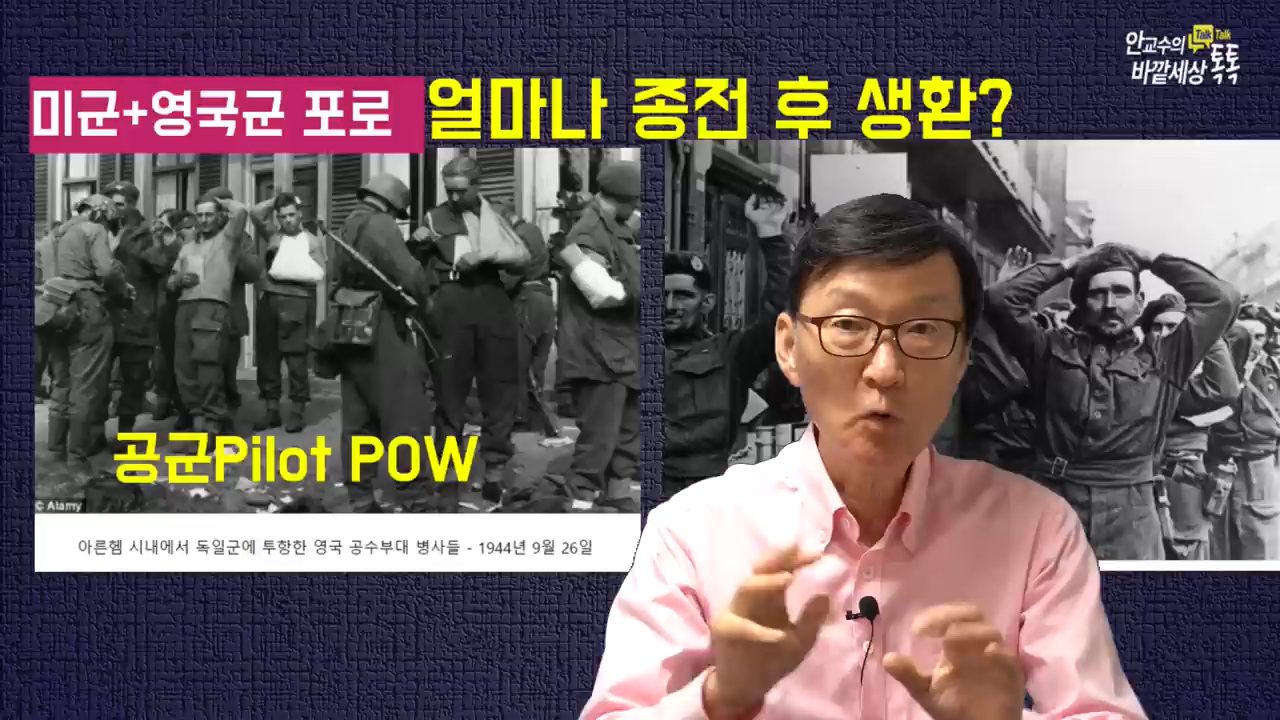 안교수의 Talk Talk
바깥세상 톡톡
미군+영국군 포로 얼마나 종전 후 생환?
공군Pilot POW
© Alamy
아른헴 시내에서 독일군에 투항한 영국 공수부대 병사들 - 1944년 9월 26일